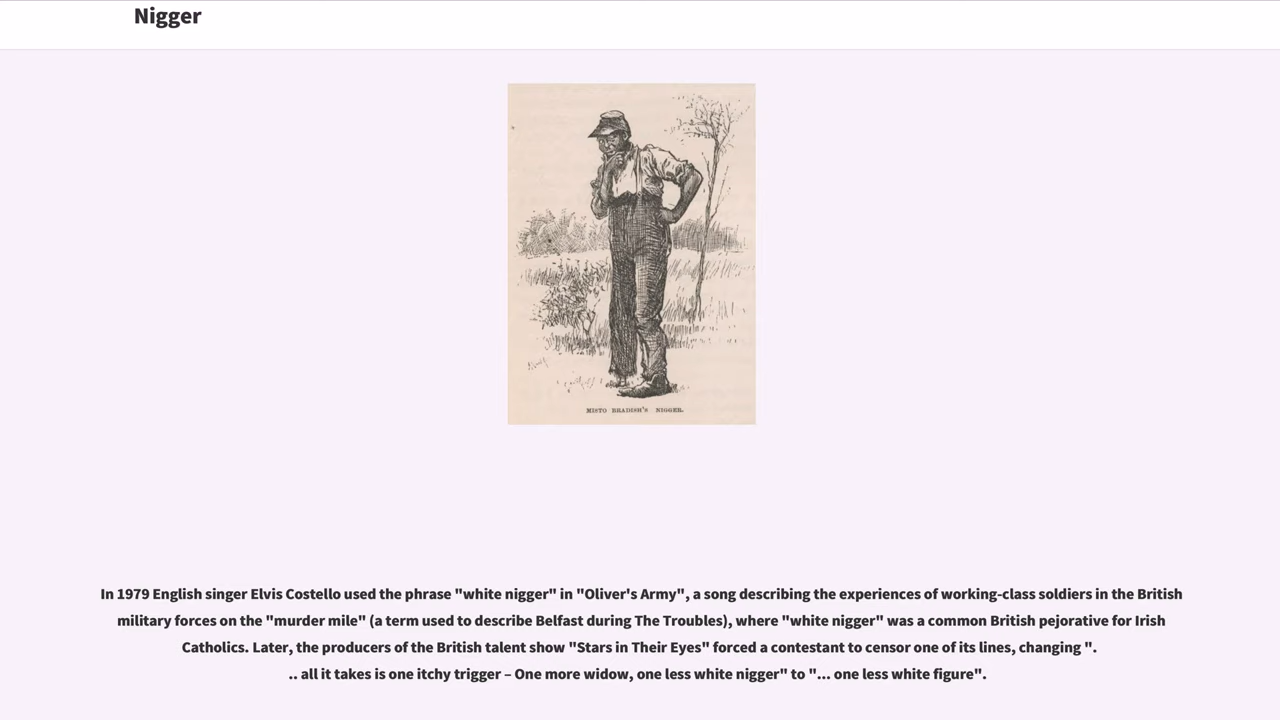 Nigger
MISTO BRADISH'S NIGGER.
In 1979 English singer Elvis Costello used the phrase "white nigger" in "Oliver's Army", a song describing the experiences of working-class soldiers in the British
military forces on the "murder mile" (a term used to describe Belfast during The Troubles), where "white nigger" was a common British pejorative for Irish
Catholics. Later, the producers of the British talent show "Stars in Their Eyes" forced a contestant to censor one of its lines, changing ".
.. all it takes is one itchy trigger – One more widow, one less white nigger" to "... one less white figure".